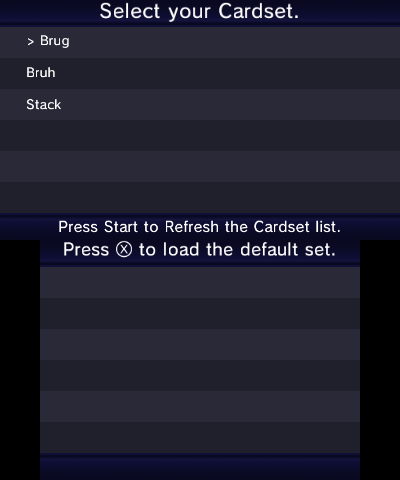 Select your Cardset.
> Brug
Bruh
Stack
Press Start to Refresh the Cardset list.
Press Ⓧ to load the default set.